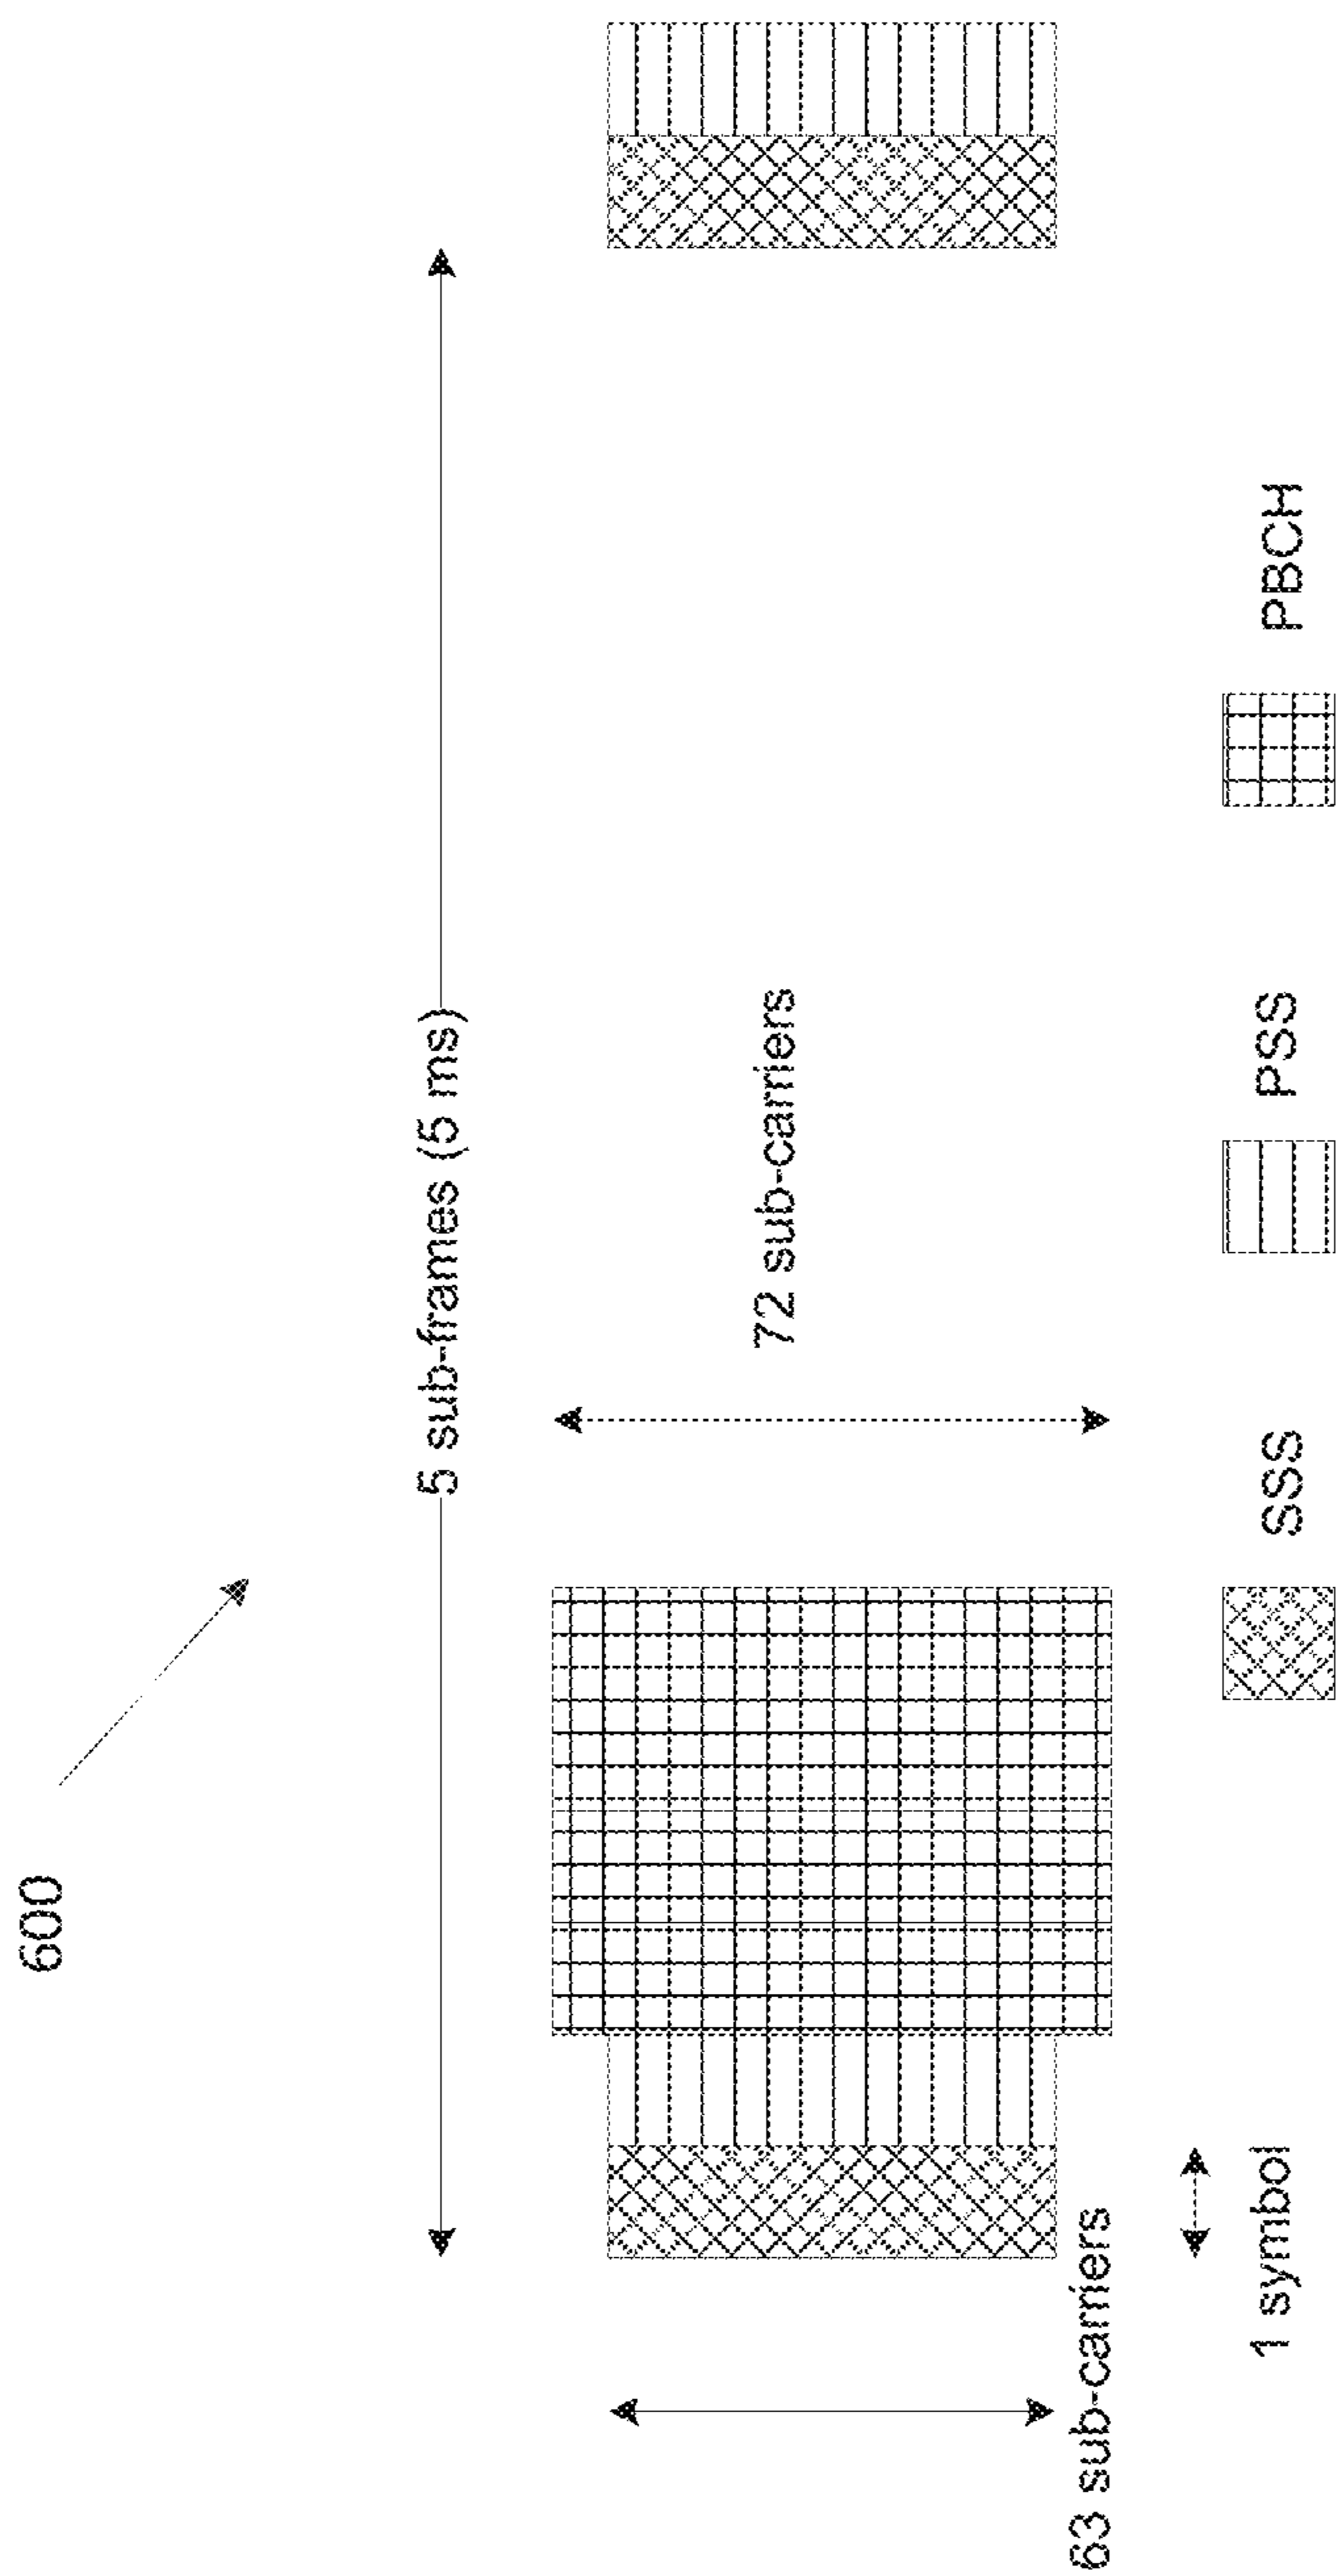 600
5 sub-frames (5 ms)
72 sub-carriers
63 sub-carriers
1 symbol
SSS
PSS
PBCH